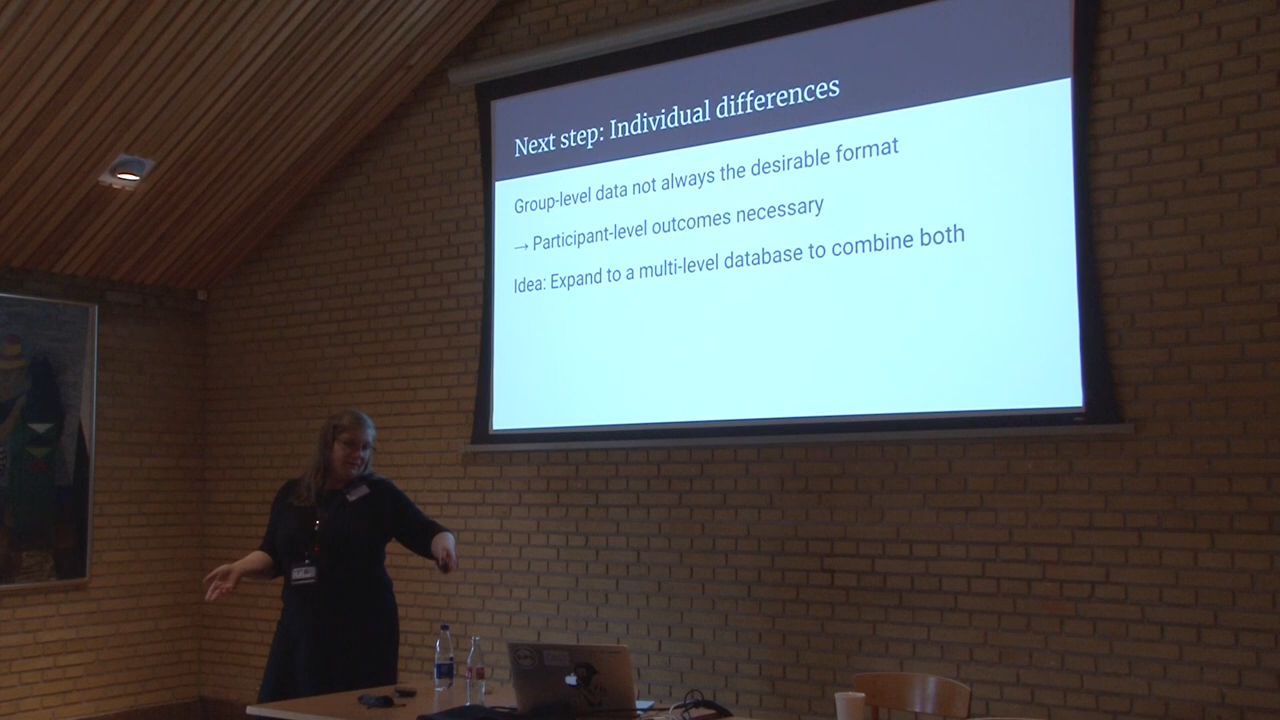 Next step: Individual differences
Group-level data not always the desirable format
→ Participant-level outcomes necessary
Idea: Expand to a multi-level database to combine both